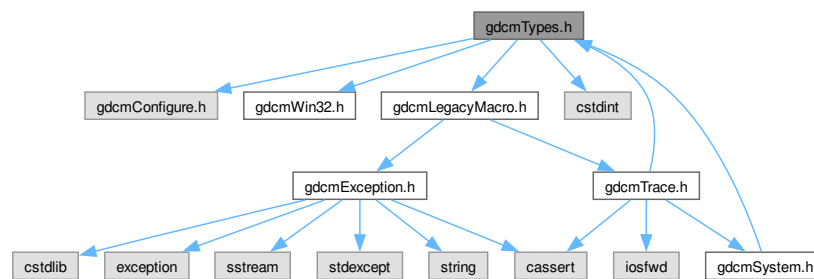 gdcmTypes.h
gdcmConfigure.h
gdcmWin32.h
gdcmLegacyMacro.h
cstdint
gdcmException.h
gdcmTrace.h
cstdlib
exception
sstream
stdexcept
string
cassert
iosfwd
gdcmSystem.h